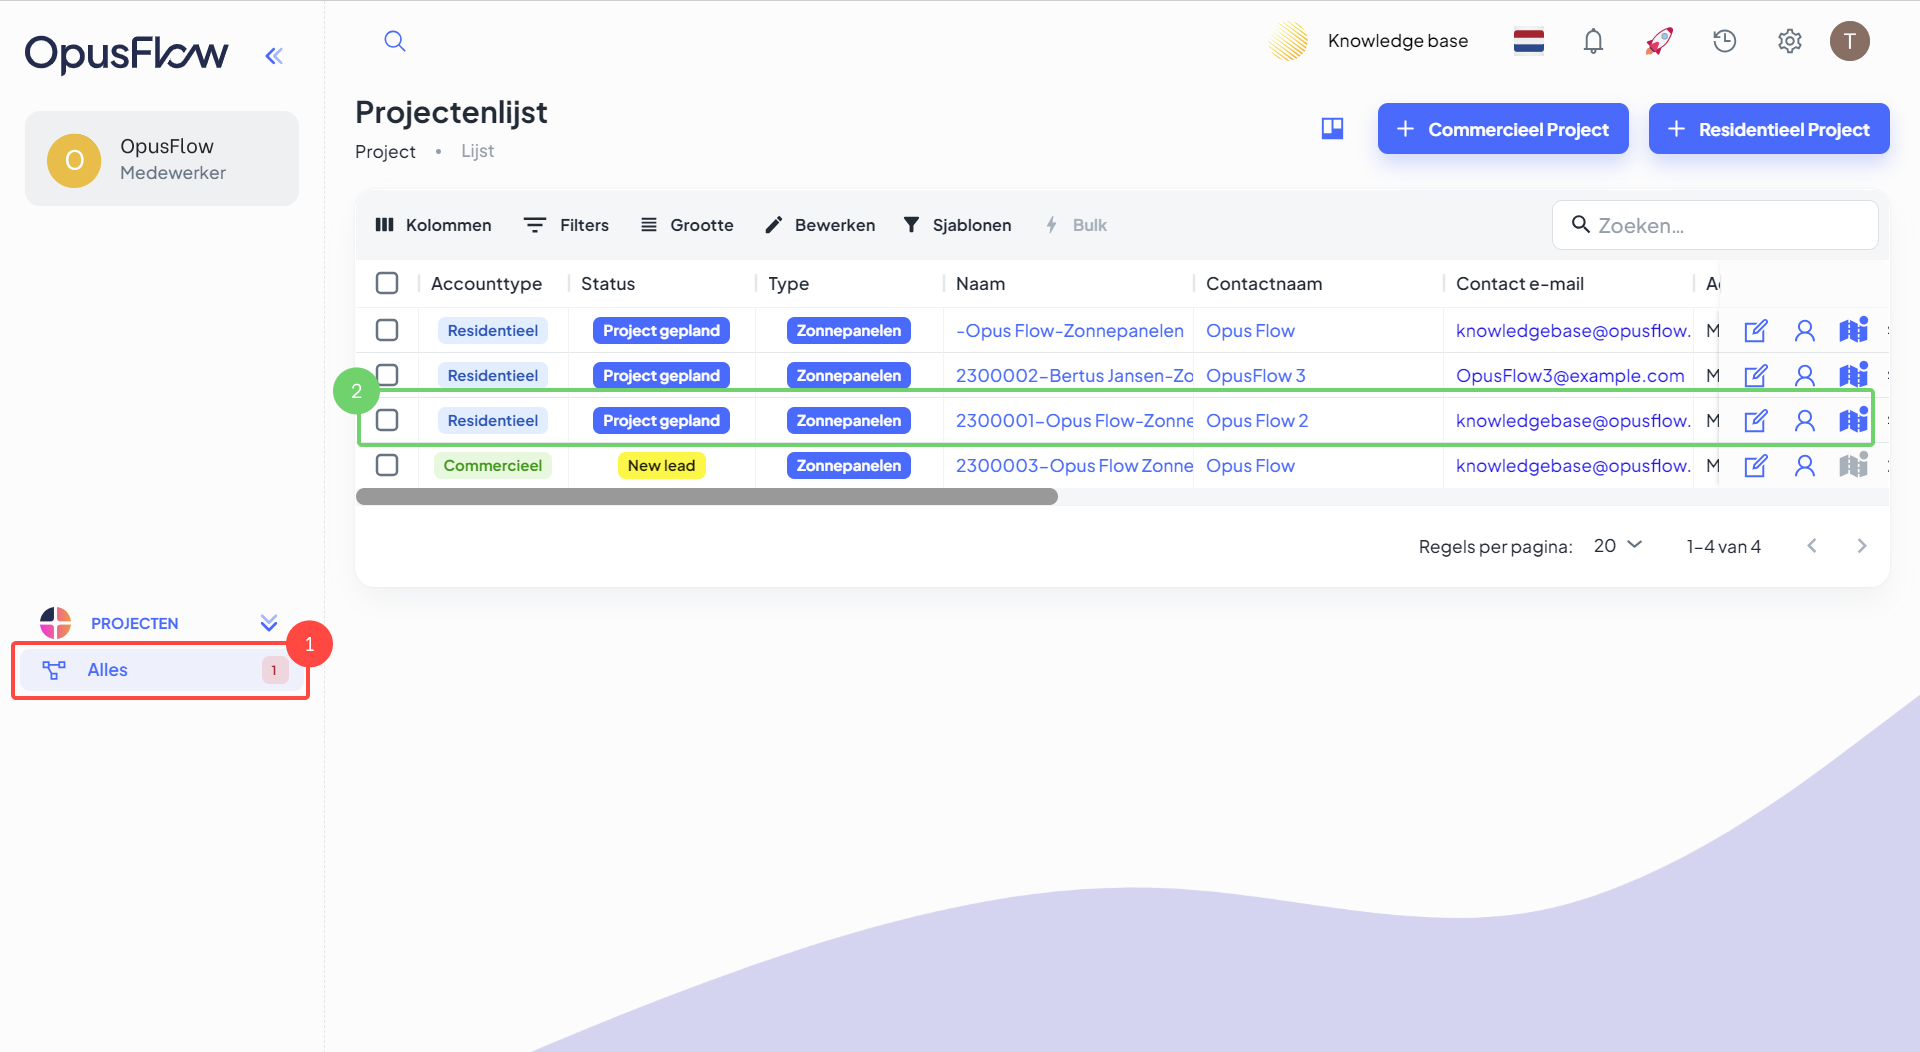 OpusFlow
Knowledge base
T
O
OpusFlow
Medewerker
Projectenlijst
Project • Lijst
+ Commercieel Project
+ Residentieel Project
Kolommen Filters Grootte Bewerken Sjablonen Bulk
Zoeken...
Accounttype Status Type Naam Contactnaam Contact e-mail
Residentieel Project gepland Zonnepanelen -Opus Flow-Zonnepanelen Opus Flow knowledgebase@opusflow. M
Residentieel Project gepland Zonnepanelen 2300002-Bertus Jansen-Zo OpusFlow 3 OpusFlow3@example.com M
2
Residentieel Project gepland Zonnepanelen 2300001-Opus Flow-Zonne Opus Flow 2 knowledgebase@opusflow. M
Commercieel New lead Zonnepanelen 2300003-Opus Flow Zonne Opus Flow knowledgebase@opusflow. M
Regels per pagina: 20 1-4 van 4
PROJECTEN
1
Alles 1